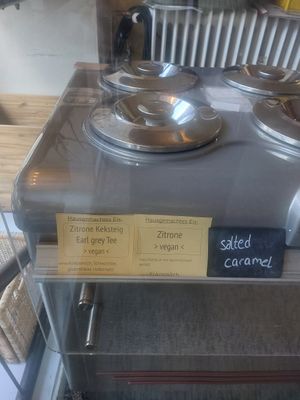 Hausgemachtes Eis:
Zitrone Keksteig
Earl grey Tee
> vegan <
Hausgemachtes Eis:
Zitrone
> vegan <
salted
caramel